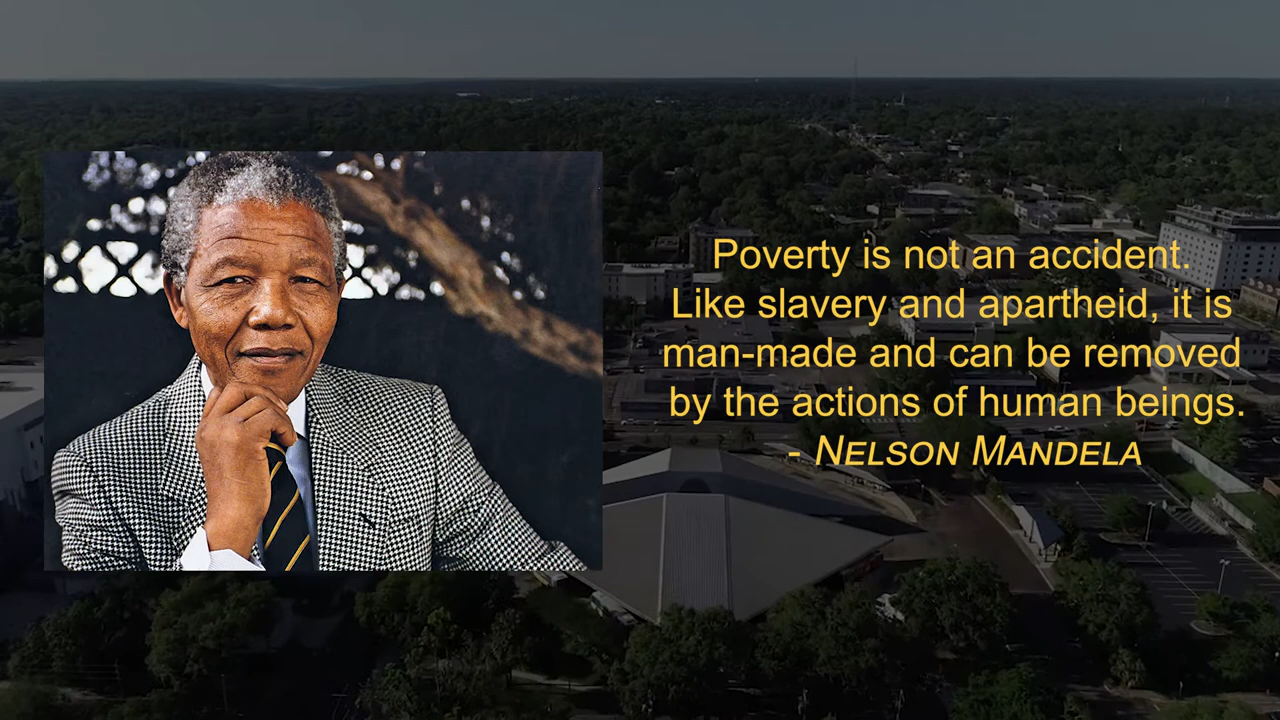 Poverty is not an accident.
Like slavery and apartheid, it is
man-made and can be removed
by the actions of human beings.
- NELSON MANDELA